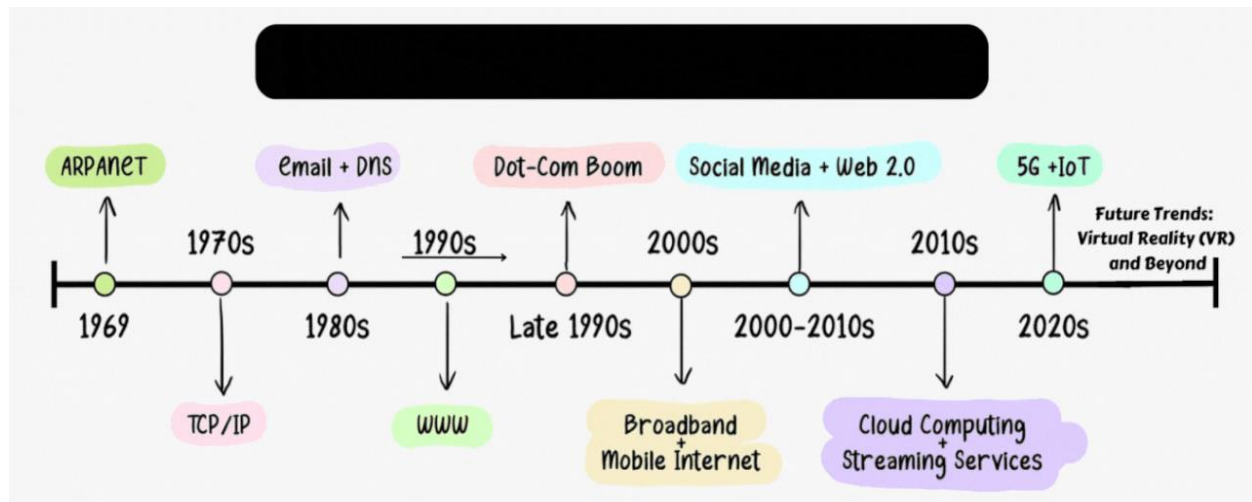 ARPANET
email + DNS
Dot-Com Boom
Social Media + Web 2.0
5G +IoT
1970s
1990s
2000s
2010s
Future Trends:
Virtual Reality (VR)
and Beyond
1969
1980s
Late 1990s
2000-2010s
2020s
TCP/IP
WWW
Broadband
+
Mobile Internet
Cloud Computing
+
Streaming Services